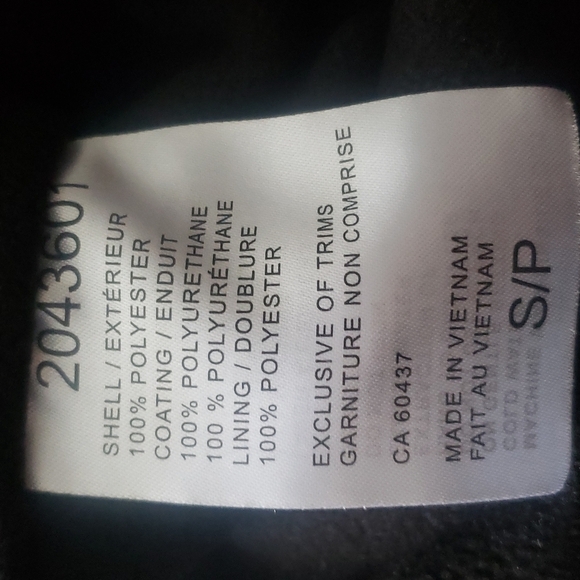 2043601
SHELL / EXTÉRIEUR
100% POLYESTER
COATING / ENDUIT
100% POLYURETHANE
100 % POLYURÉTHANE
LINING / DOUBLURE
100% POLYESTER
EXCLUSIVE OF TRIMS
GARNITURE NON COMPRISE
CA 60437
MADE IN VIETNAM
FAIT AU VIETNAM
S/P